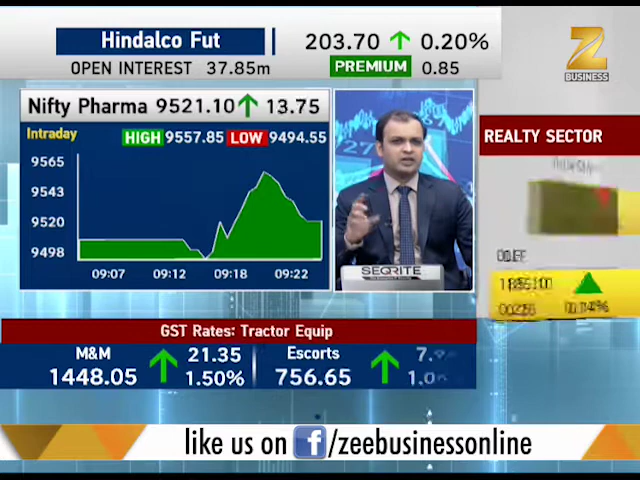 Hindalco Fut
203.70 0.20%
OPEN INTEREST 37.85m PREMIUM 0.85
Z
BUSINESS
Nifty Pharma 9521.10 13.75
Intraday HIGH 9557.85 LOW 9494.55
9565
9543
9520
9498
09:07 09:12 09:18 09:22
SEQRITE
REALTY SECTOR
GST Rates: Tractor Equip
M&M 21.35 Escorts
1448.05 1.50% 756.65
like us on f/zeebusinessonline